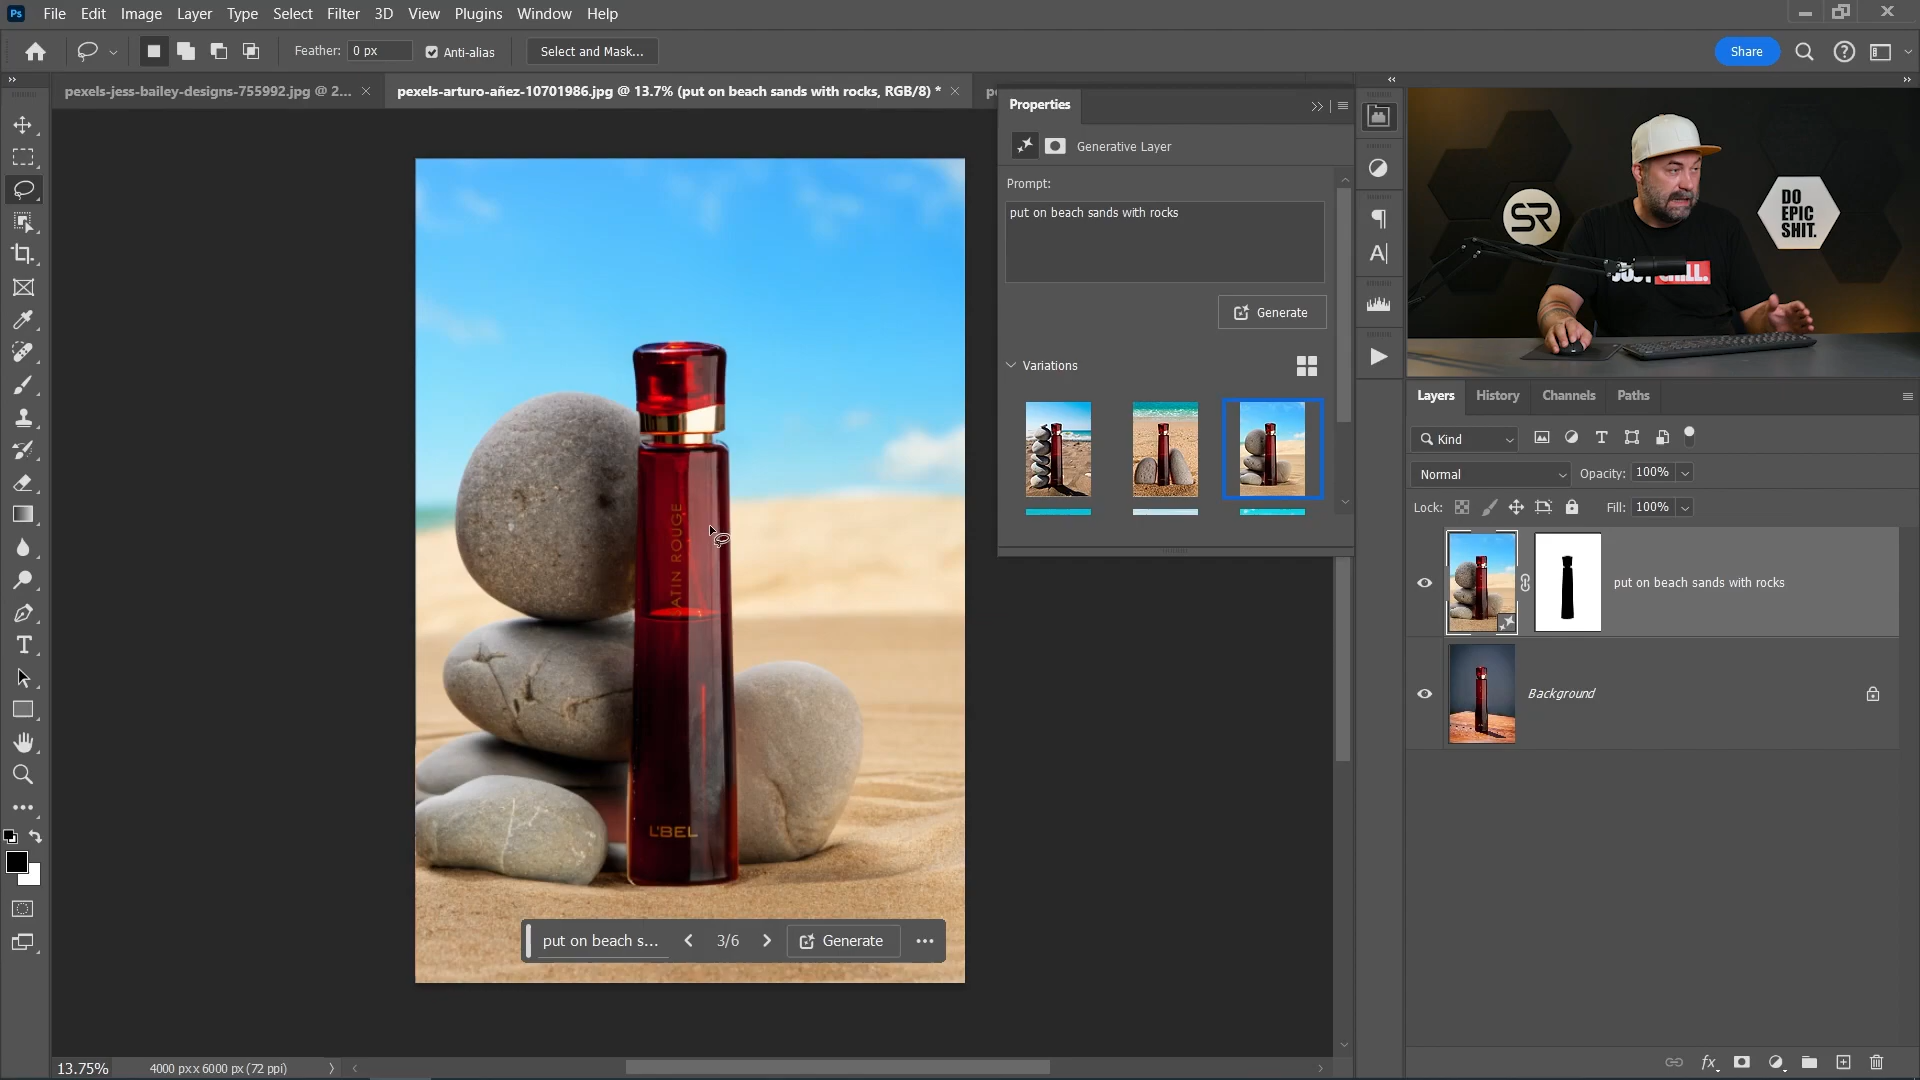 Ps File Edit Image Layer Type Select Filter 3D View Plugins Window Help
Feather: 0 px Anti-alias Select and Mask... Share
pexels-jess-bailey-designs-755992.jpg @ 2... pexels-arturo-añez-10701986.jpg @ 13.7% (put on beach sands with rocks, RGB/8) * pe
Properties
Generative Layer
Prompt:
put on beach sands with rocks
Generate
Variations
SR
DO
EPIC
SHIT.
JUST CHILL.
Layers History Channels Paths
Kind
Normal Opacity: 100%
Lock: Fill: 100%
put on beach sands with rocks
Background
SATIN ROUGE
L'BEL
put on beach s... 3/6 Generate
13.75% 4000 px x 6000 px (72 ppi)